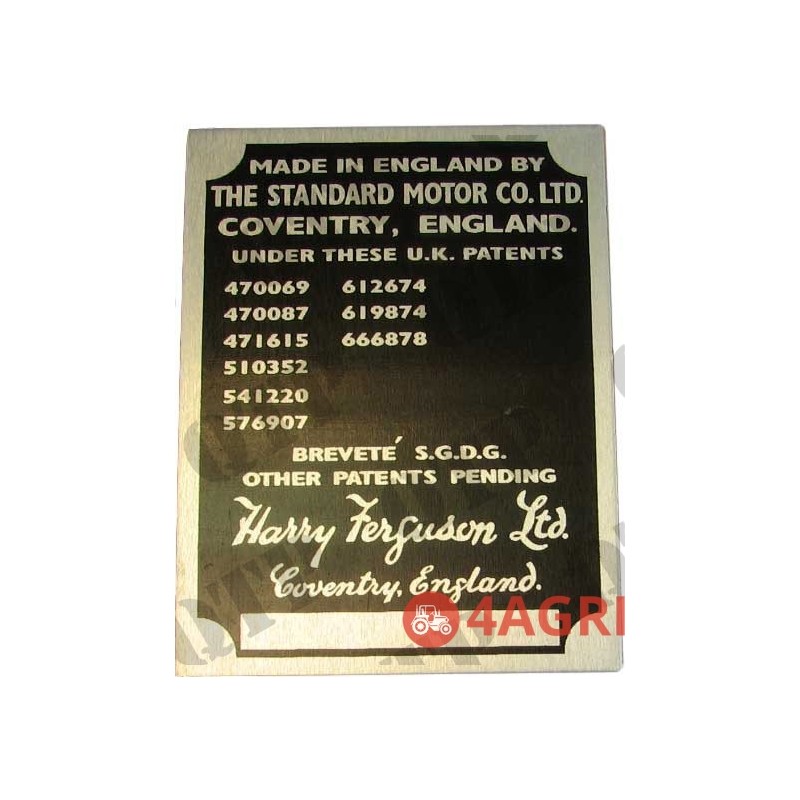 MADE IN ENGLAND BY
THE STANDARD MOTOR CO. LTD.
COVENTRY, ENGLAND.
UNDER THESE U.K. PATENTS
470069 612674
470087 619874
471615 666878
510352
541220
576907
BREVETÉ S.G.D.G.
OTHER PATENTS PENDING
Harry Ferguson Ltd.
Coventry, England.
4AGRI